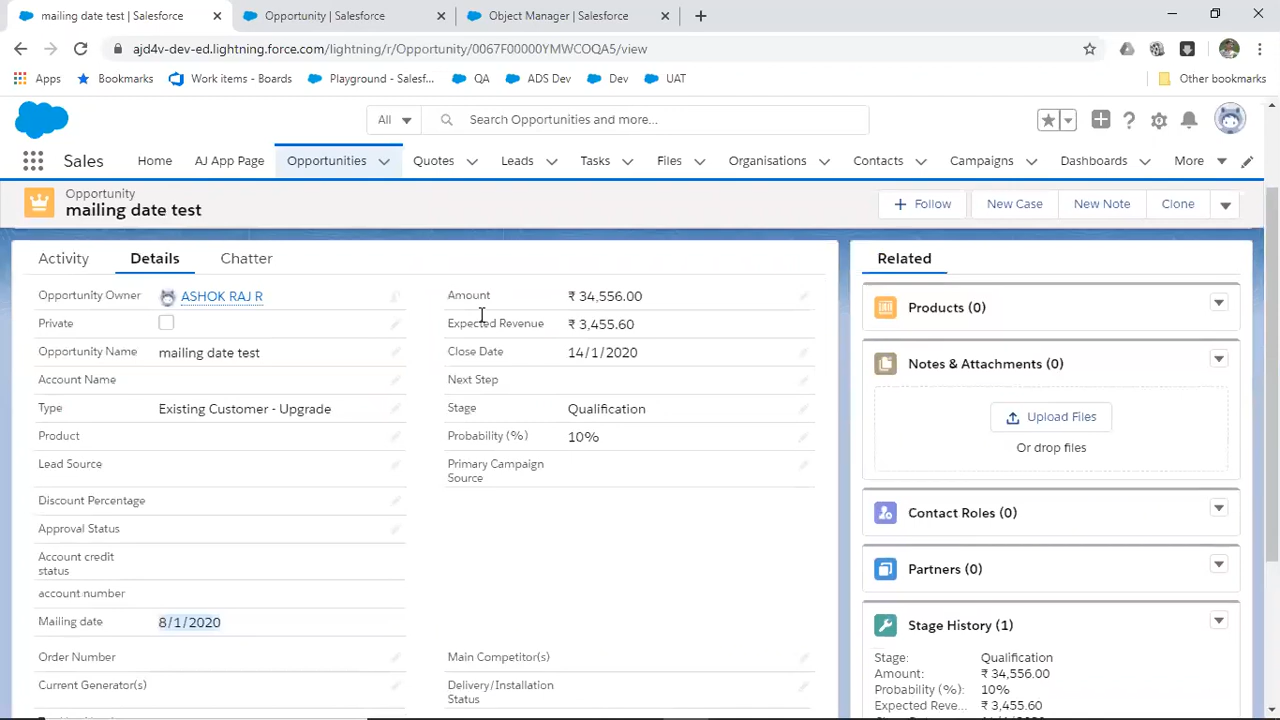 mailing date test | Salesforce
Opportunity | Salesforce
Object Manager | Salesforce
ajd4v-dev-ed.lightning.force.com/lightning/r/Opportunity/0067F00000YMWCOQA5/view
Apps
Bookmarks
Work items - Boards
Playground - Salesf...
QA
ADS Dev
Dev
UAT
Other bookmarks
All
Search Opportunities and more...
Sales
Home
AJ App Page
Opportunities
Quotes
Leads
Tasks
Files
Organisations
Contacts
Campaigns
Dashboards
More
Opportunity
mailing date test
+ Follow
New Case
New Note
Clone
Activity
Details
Chatter
Opportunity Owner
ASHOK RAJ R
Private
Opportunity Name
mailing date test
Account Name
Type
Existing Customer - Upgrade
Product
Lead Source
Discount Percentage
Approval Status
Account credit
status
account number
Mailing date
8/1/2020
Order Number
Current Generator(s)
Amount
₹ 34,556.00
Expected Revenue
₹ 3,455.60
Close Date
14/1/2020
Next Step
Stage
Qualification
Probability (%)
10%
Primary Campaign
Source
Main Competitor(s)
Delivery/Installation
Status
Related
Products (0)
Notes & Attachments (0)
Upload Files
Or drop files
Contact Roles (0)
Partners (0)
Stage History (1)
Stage:
Qualification
Amount:
₹ 34,556.00
Probability (%):
10%
Expected Reve...
₹ 3,455.60